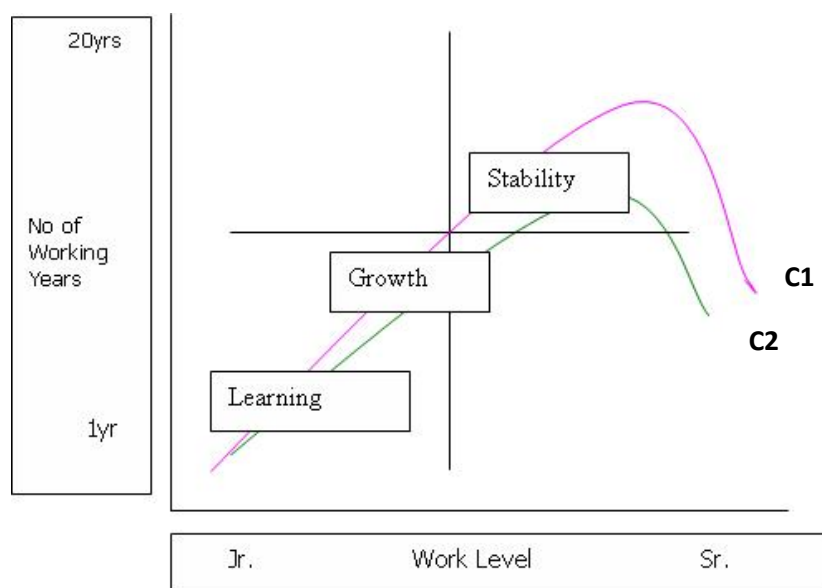 20yrs
No of
Working
Years
1yr
Stability
Growth
Learning
C1
C2
Jr. Work Level Sr.